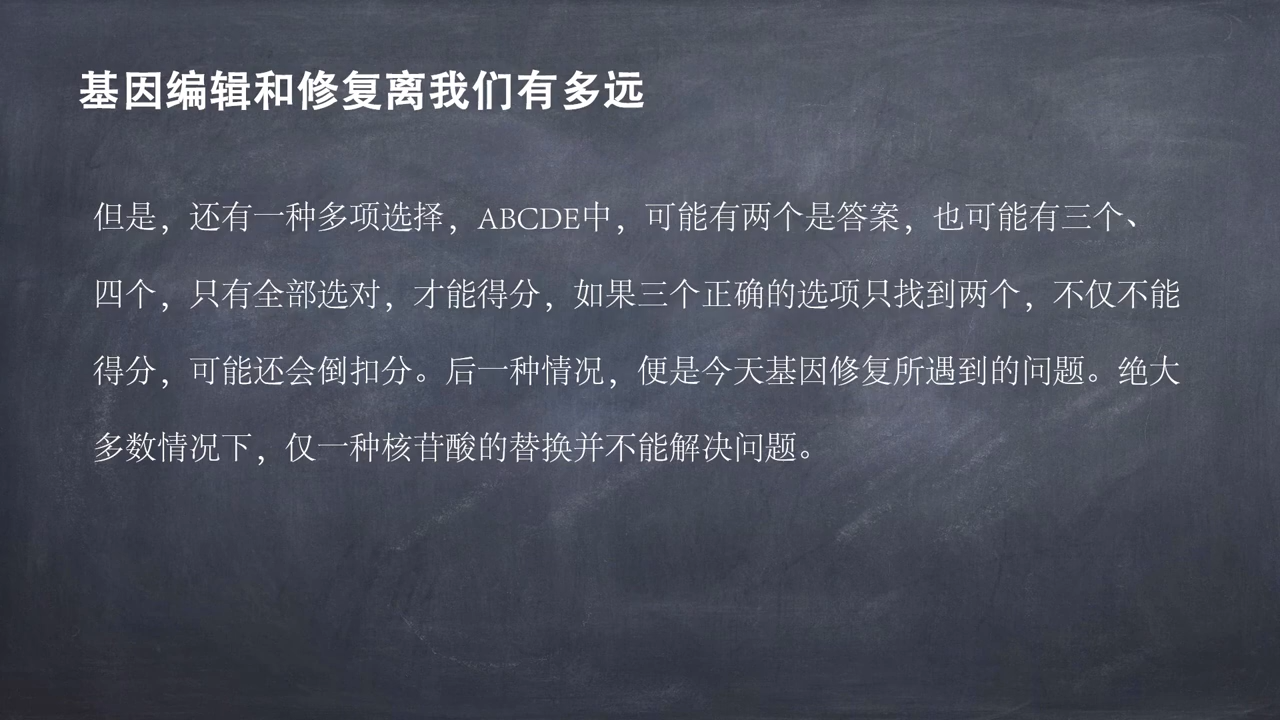 基因编辑和修复离我们有多远
但是，还有一种多项选择，ABCDE中，可能有两个是答案，也可能有三个、
四个，只有全部选对，才能得分，如果三个正确的选项只找到两个，不仅不能
得分，可能还会倒扣分。后一种情况，便是今天基因修复所遇到的问题。绝大
多数情况下，仅一种核苷酸的替换并不能解决问题。